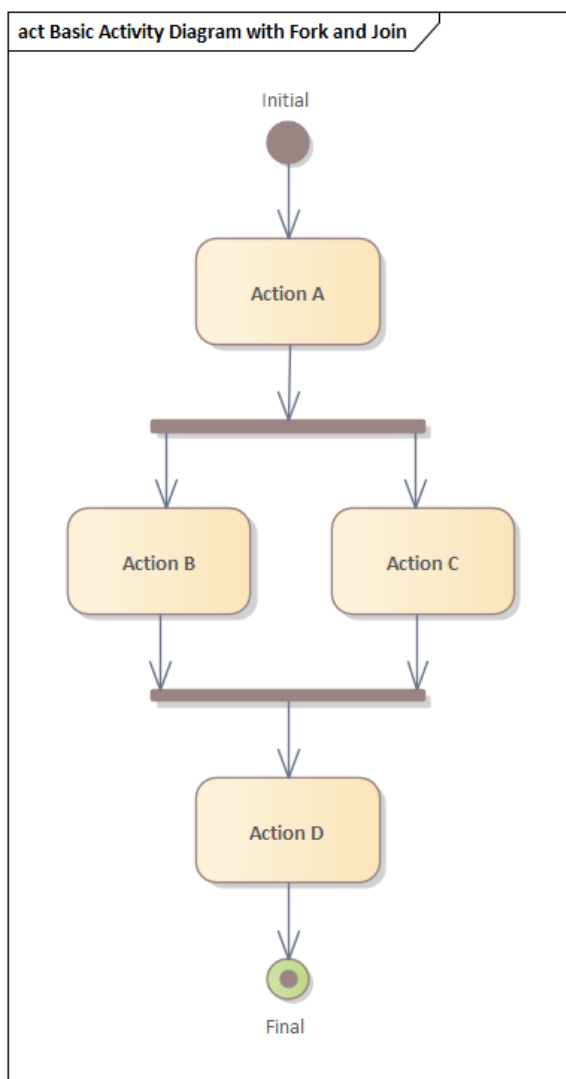 act Basic Activity Diagram with Fork and Join
Initial
Action A
Action B
Action C
Action D
Final